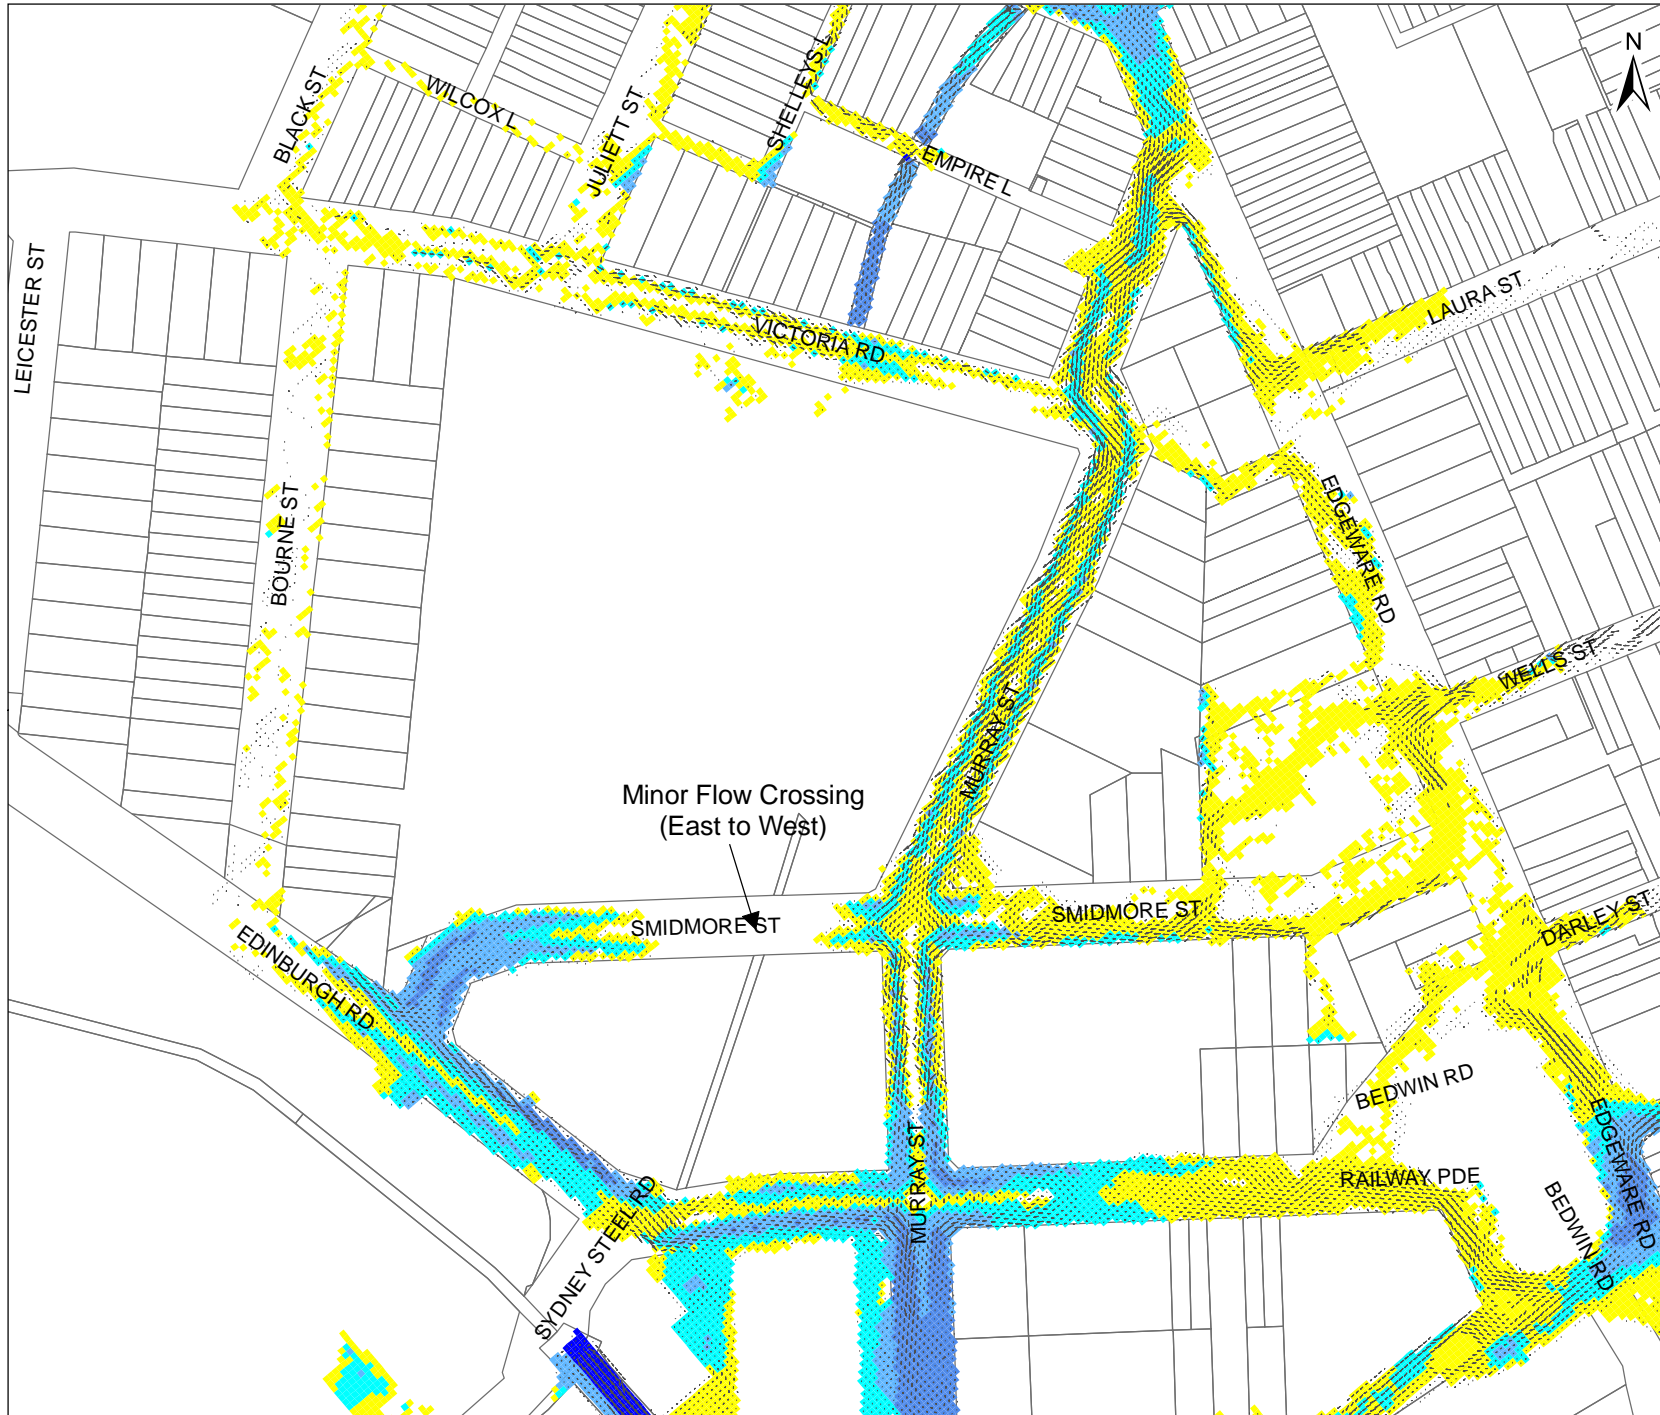 N
BLACK ST
WILCOX L
JULIETT ST
SHELLEYS L
EMPIRE L
LEICESTER ST
VICTORIA RD
LAURA ST
BOURNE ST
EDGEWARE RD
WELLS ST
MURRAY ST
Minor Flow Crossing
(East to West)
SMIDMORE ST
SMIDMORE ST
DARLEY ST
EDINBURGH RD
BEDWIN RD
EDGEWARE RD
MURRAY ST
RAILWAY PDE
BEDWIN RD
SYDNEY STEEL RD